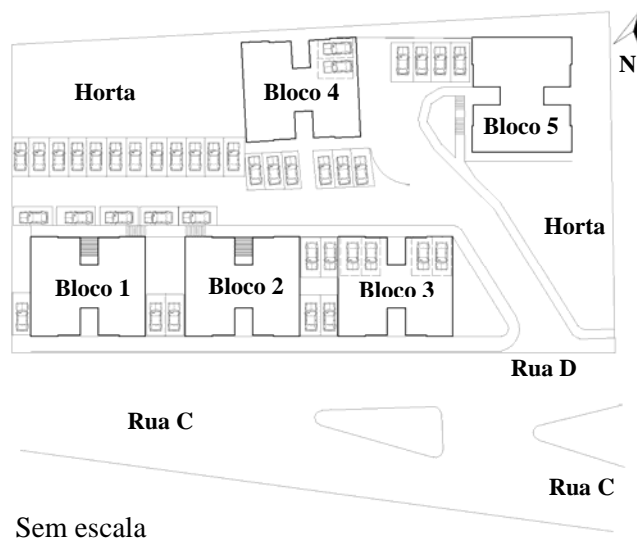 N
Horta
Bloco 4
Bloco 5
Horta
Bloco 1
Bloco 2
Bloco 3
Rua D
Rua C
Rua C
Sem escala